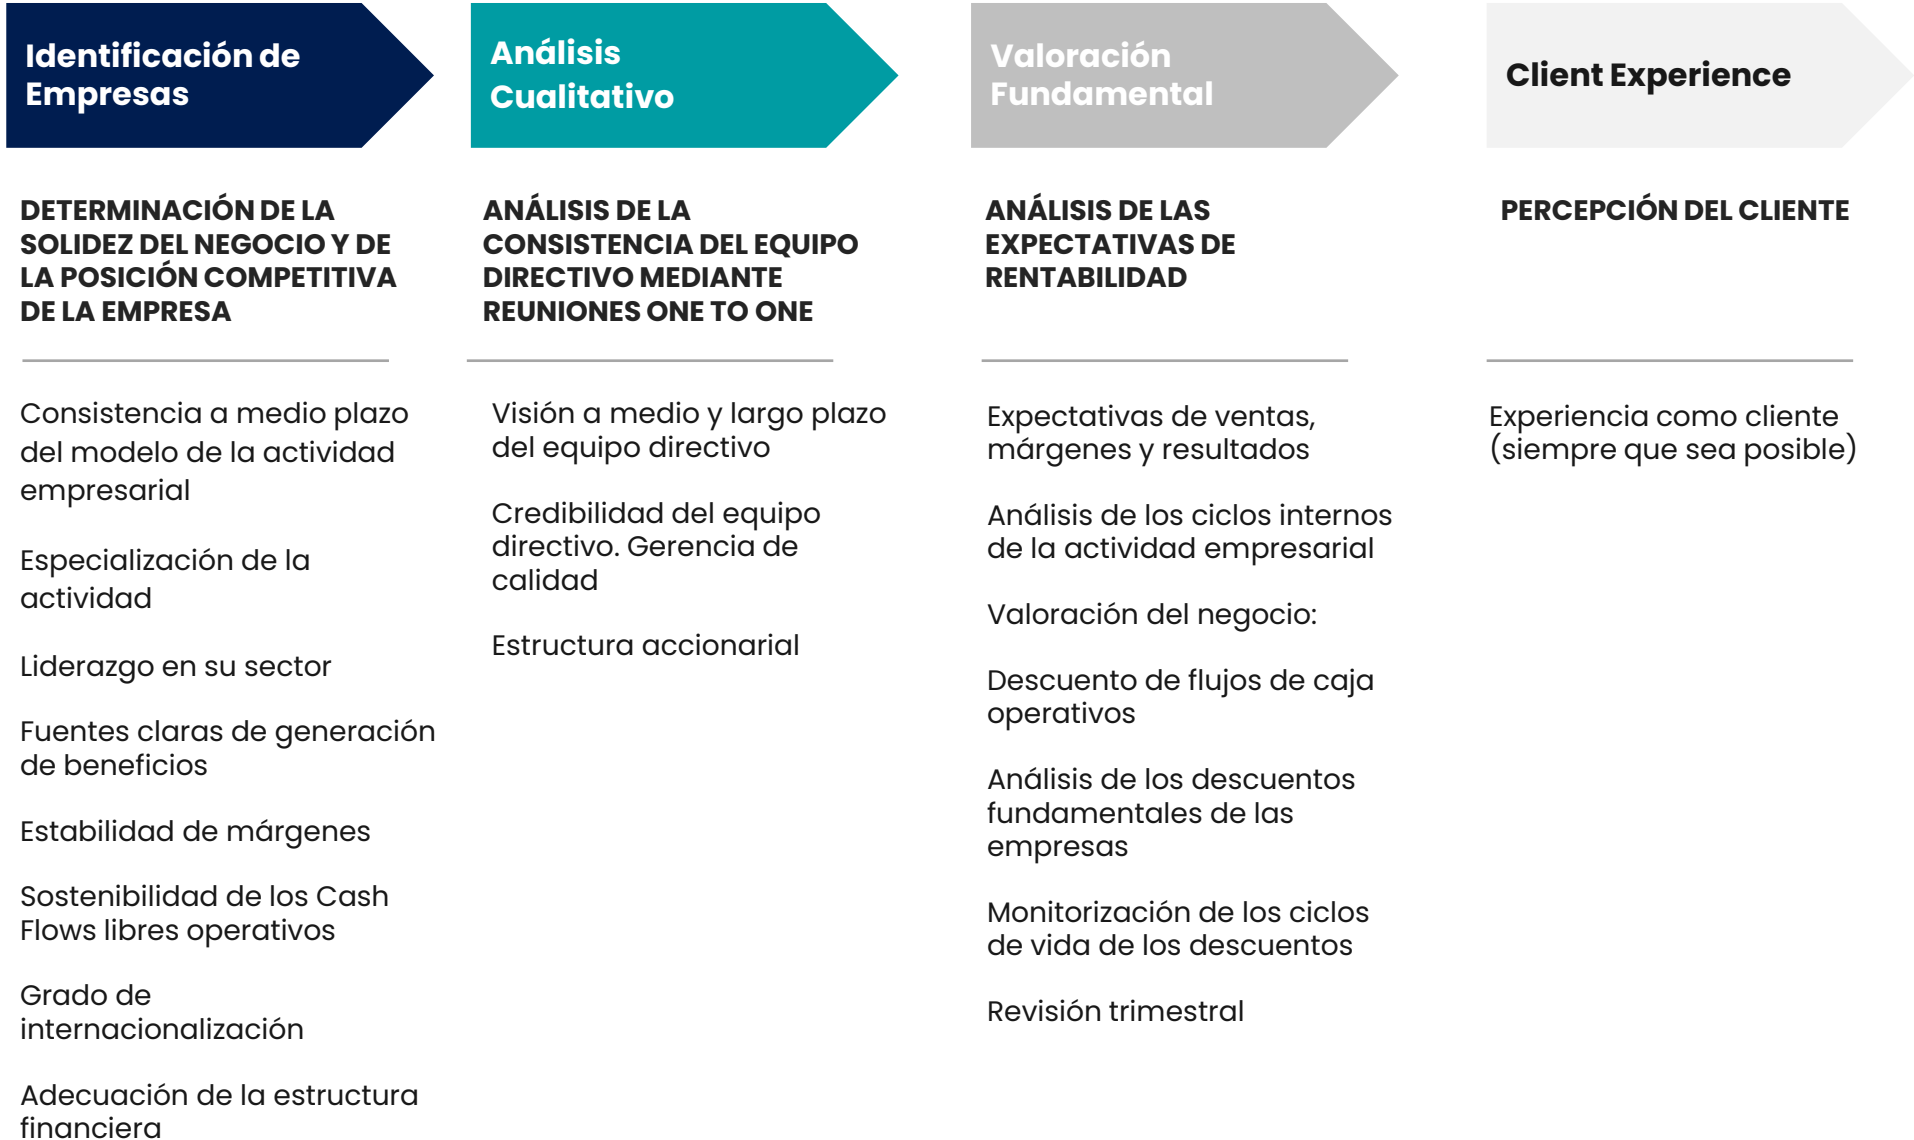 Identificación de
Empresas
DETERMINACIÓN DE LA
SOLIDEZ DEL NEGOCIO Y DE
LA POSICIÓN COMPETITIVA
DE LA EMPRESA
Consistencia a medio plazo
del modelo de la actividad
empresarial
Especialización de la
actividad
Liderazgo en su sector
Fuentes claras de generación
de beneficios
Estabilidad de márgenes
Sostenibilidad de los Cash
Flows libres operativos
Grado de
internacionalización
Adecuación de la estructura
financiera
Análisis
Cualitativo
ANÁLISIS DE LA
CONSISTENCIA DEL EQUIPO
DIRECTIVO MEDIANTE
REUNIONES ONE TO ONE
Visión a medio y largo plazo
del equipo directivo
Credibilidad del equipo
directivo. Gerencia de
calidad
Estructura accionarial
Valoración
Fundamental
ANÁLISIS DE LAS
EXPECTATIVAS DE
RENTABILIDAD
Expectativas de ventas,
márgenes y resultados
Análisis de los ciclos internos
de la actividad empresarial
Valoración del negocio:
Descuento de flujos de caja
operativos
Análisis de los descuentos
fundamentales de las
empresas
Monitorización de los ciclos
de vida de los descuentos
Revisión trimestral
Client Experience
PERCEPCIÓN DEL CLIENTE
Experiencia como cliente
(siempre que sea posible)